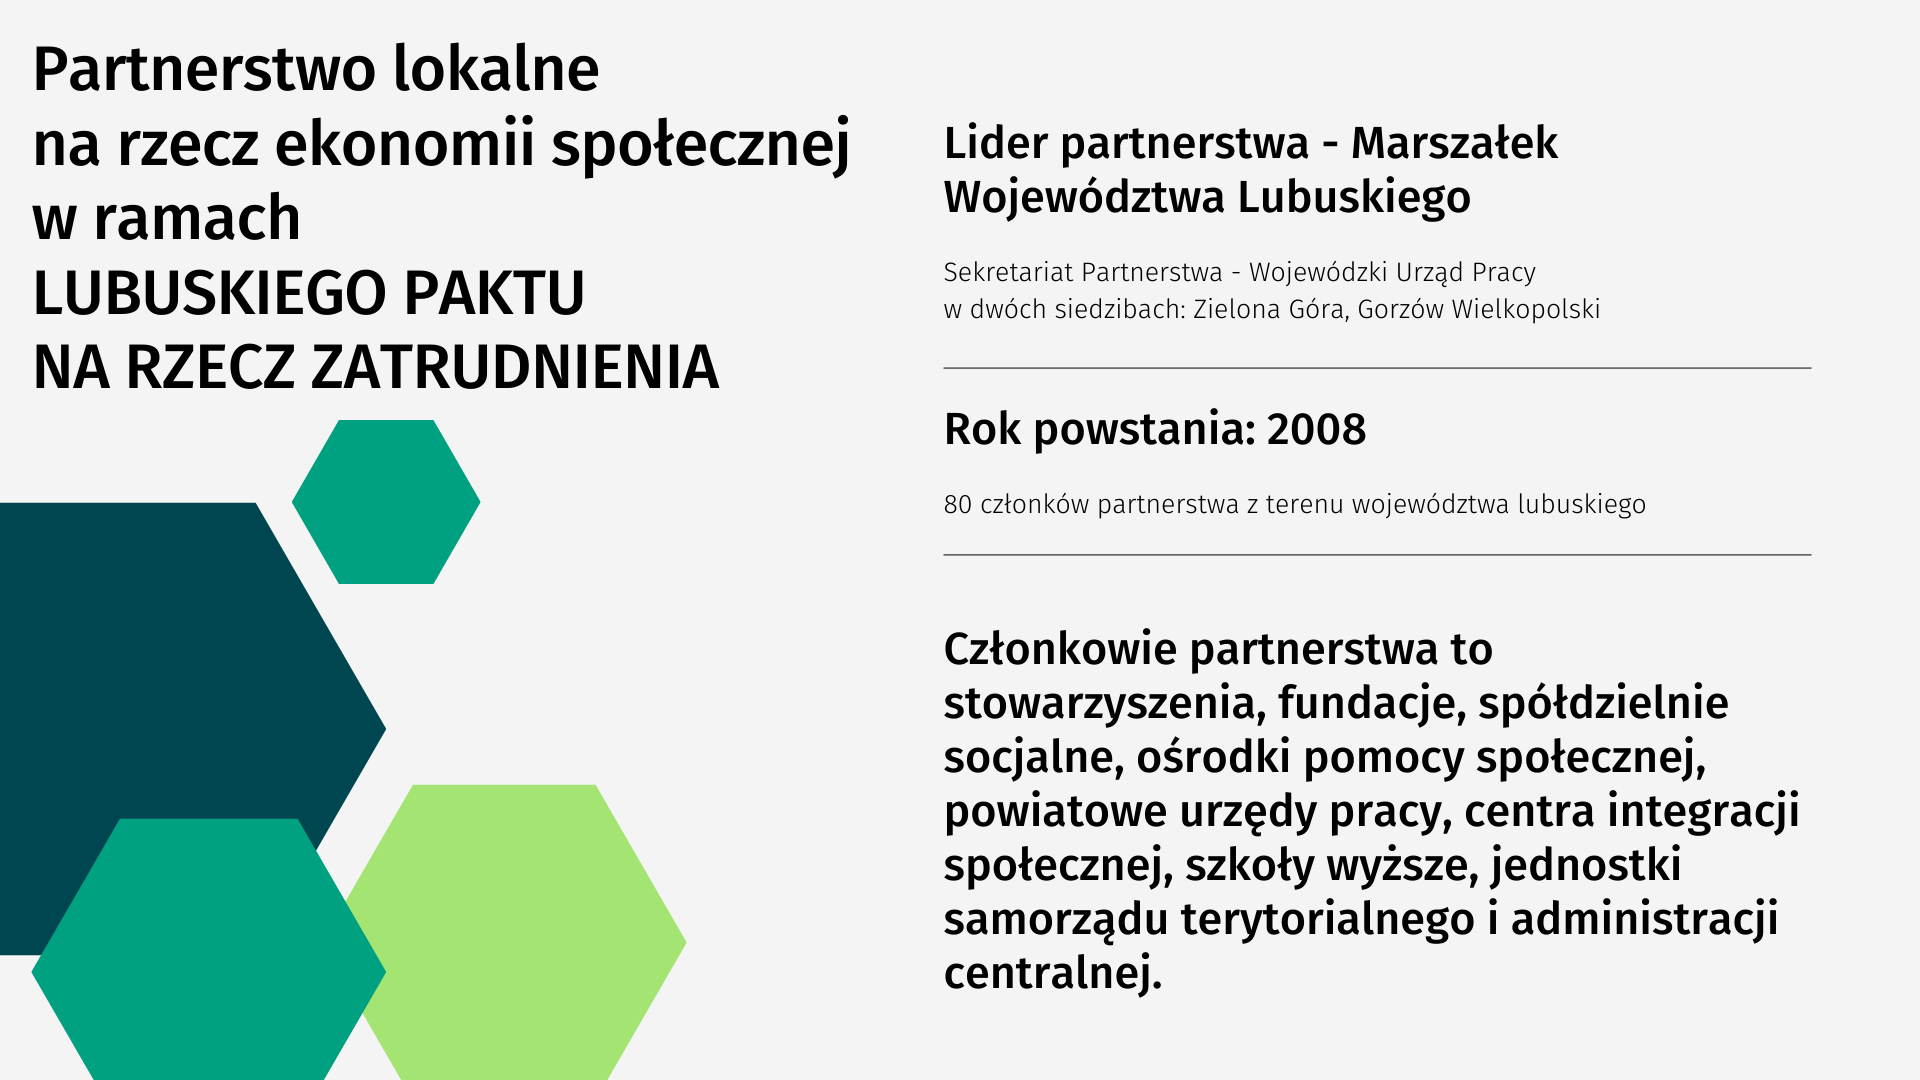 Partnerstwo lokalne
na rzecz ekonomii społecznej
w ramach
LUBUSKIEGO PAKTU
NA RZECZ ZATRUDNIENIA
Lider partnerstwa - Marszałek
Województwa Lubuskiego
Sekretariat Partnerstwa - Wojewódzki Urząd Pracy
w dwóch siedzibach: Zielona Góra, Gorzów Wielkopolski
Rok powstania: 2008
80 członków partnerstwa z terenu województwa lubuskiego
Członkowie partnerstwa to
stowarzyszenia, fundacje, spółdzielnie
socjalne, ośrodki pomocy społecznej,
powiatowe urzędy pracy, centra integracji
społecznej, szkoły wyższe, jednostki
samorządu terytorialnego i administracji
centralnej.